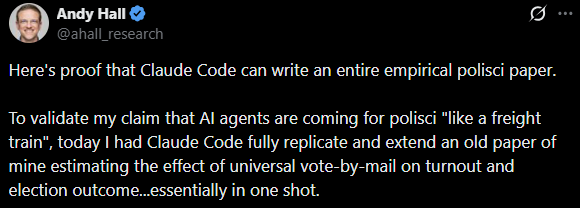 Andy Hall
@ahall_research
Here's proof that Claude Code can write an entire empirical polisci paper.
To validate my claim that AI agents are coming for polisci "like a freight
train", today I had Claude Code fully replicate and extend an old paper of
mine estimating the effect of universal vote-by-mail on turnout and
election outcome...essentially in one shot.